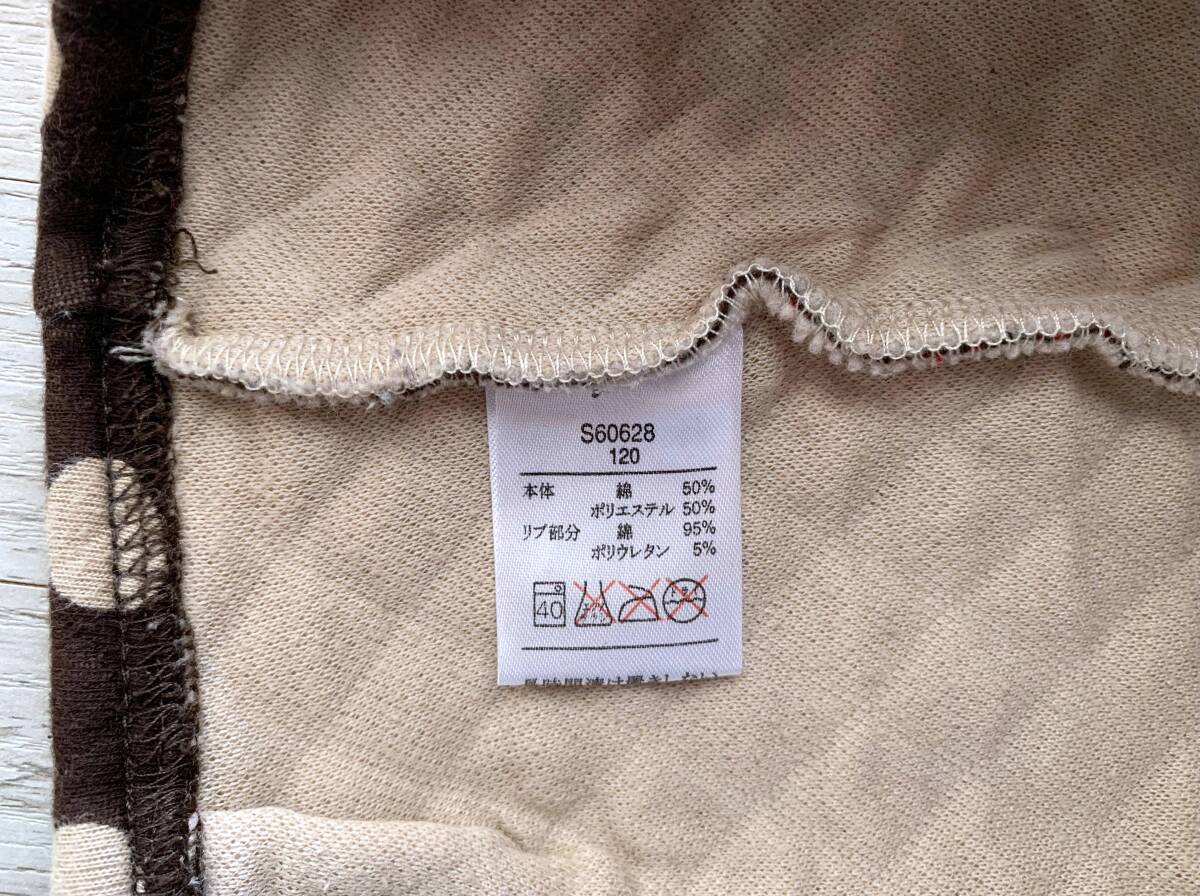 S60628
120
本体 綿 50%
ポリエステル 50%
リブ部分 綿 95%
ポリウレタン 5%
40